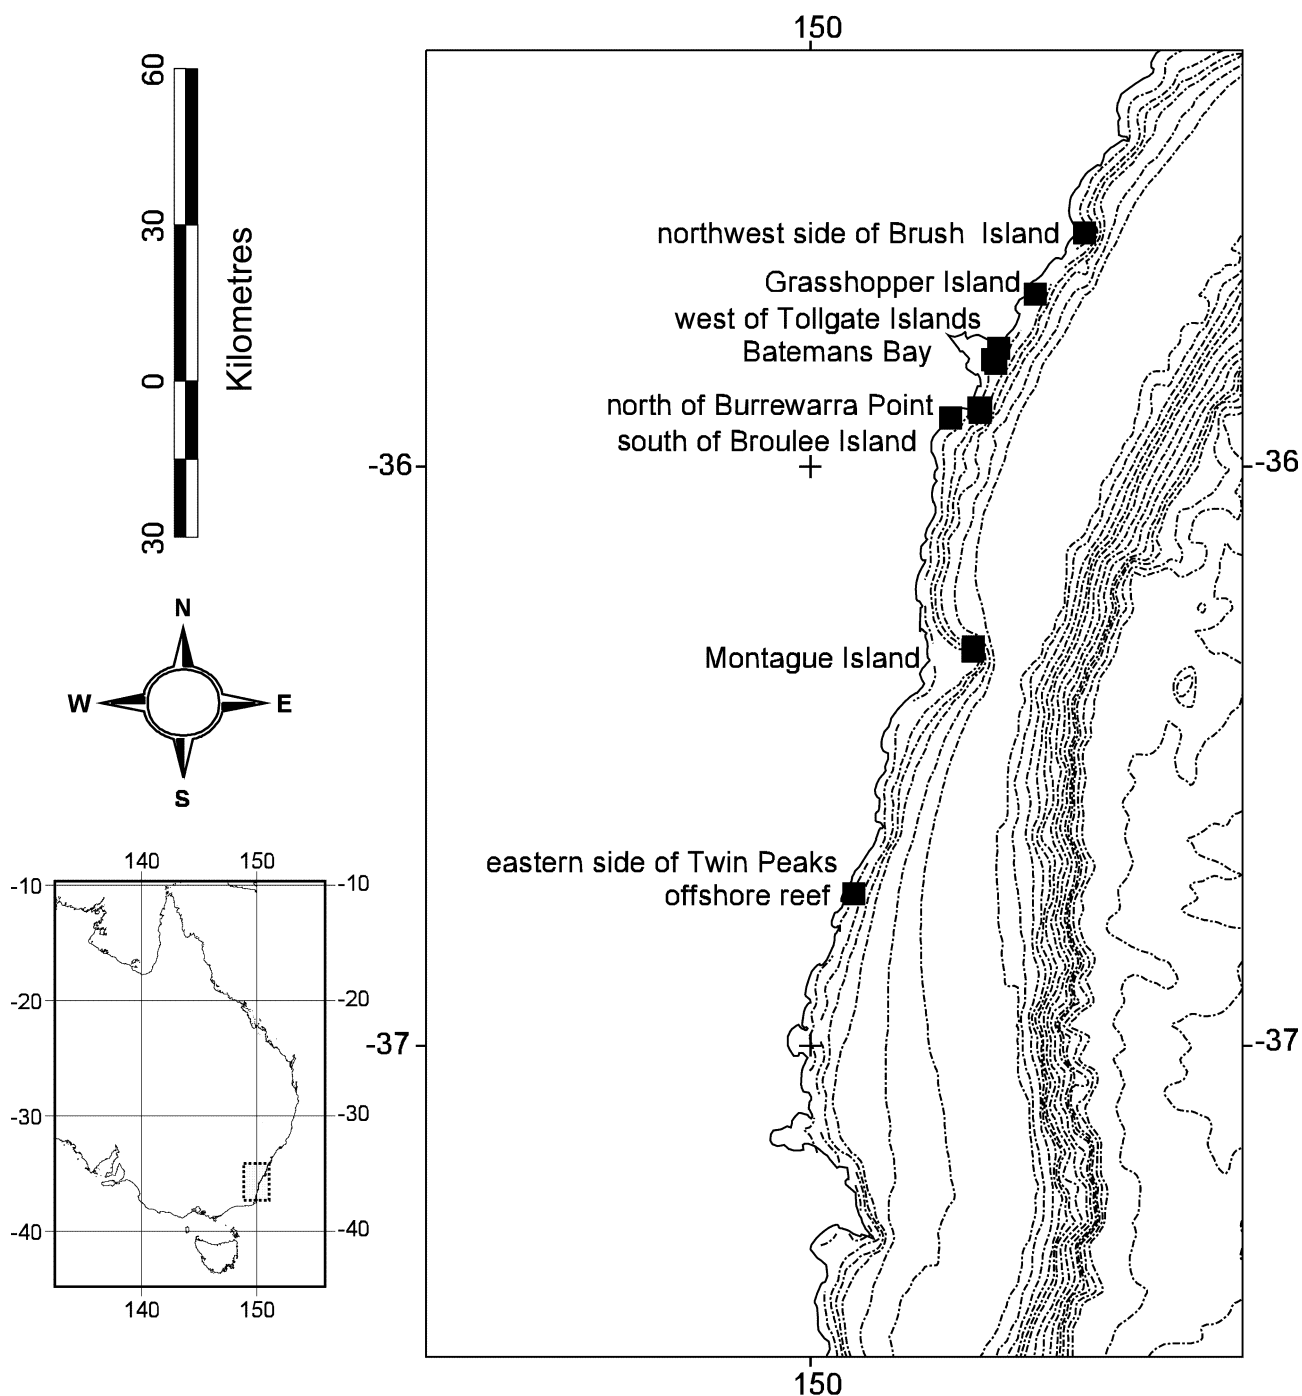 150
60
30
0
30
Kilometres
northwest side of Brush Island
Grasshopper Island
west of Tollgate Islands
Batemans Bay
north of Burrewarra Point
south of Broulee Island
-36
-36
N
W
E
S
Montague Island
140
150
-10
-10
eastern side of Twin Peaks
offshore reef
-20
-20
-37
-37
-30
-30
-40
-40
140
150
150